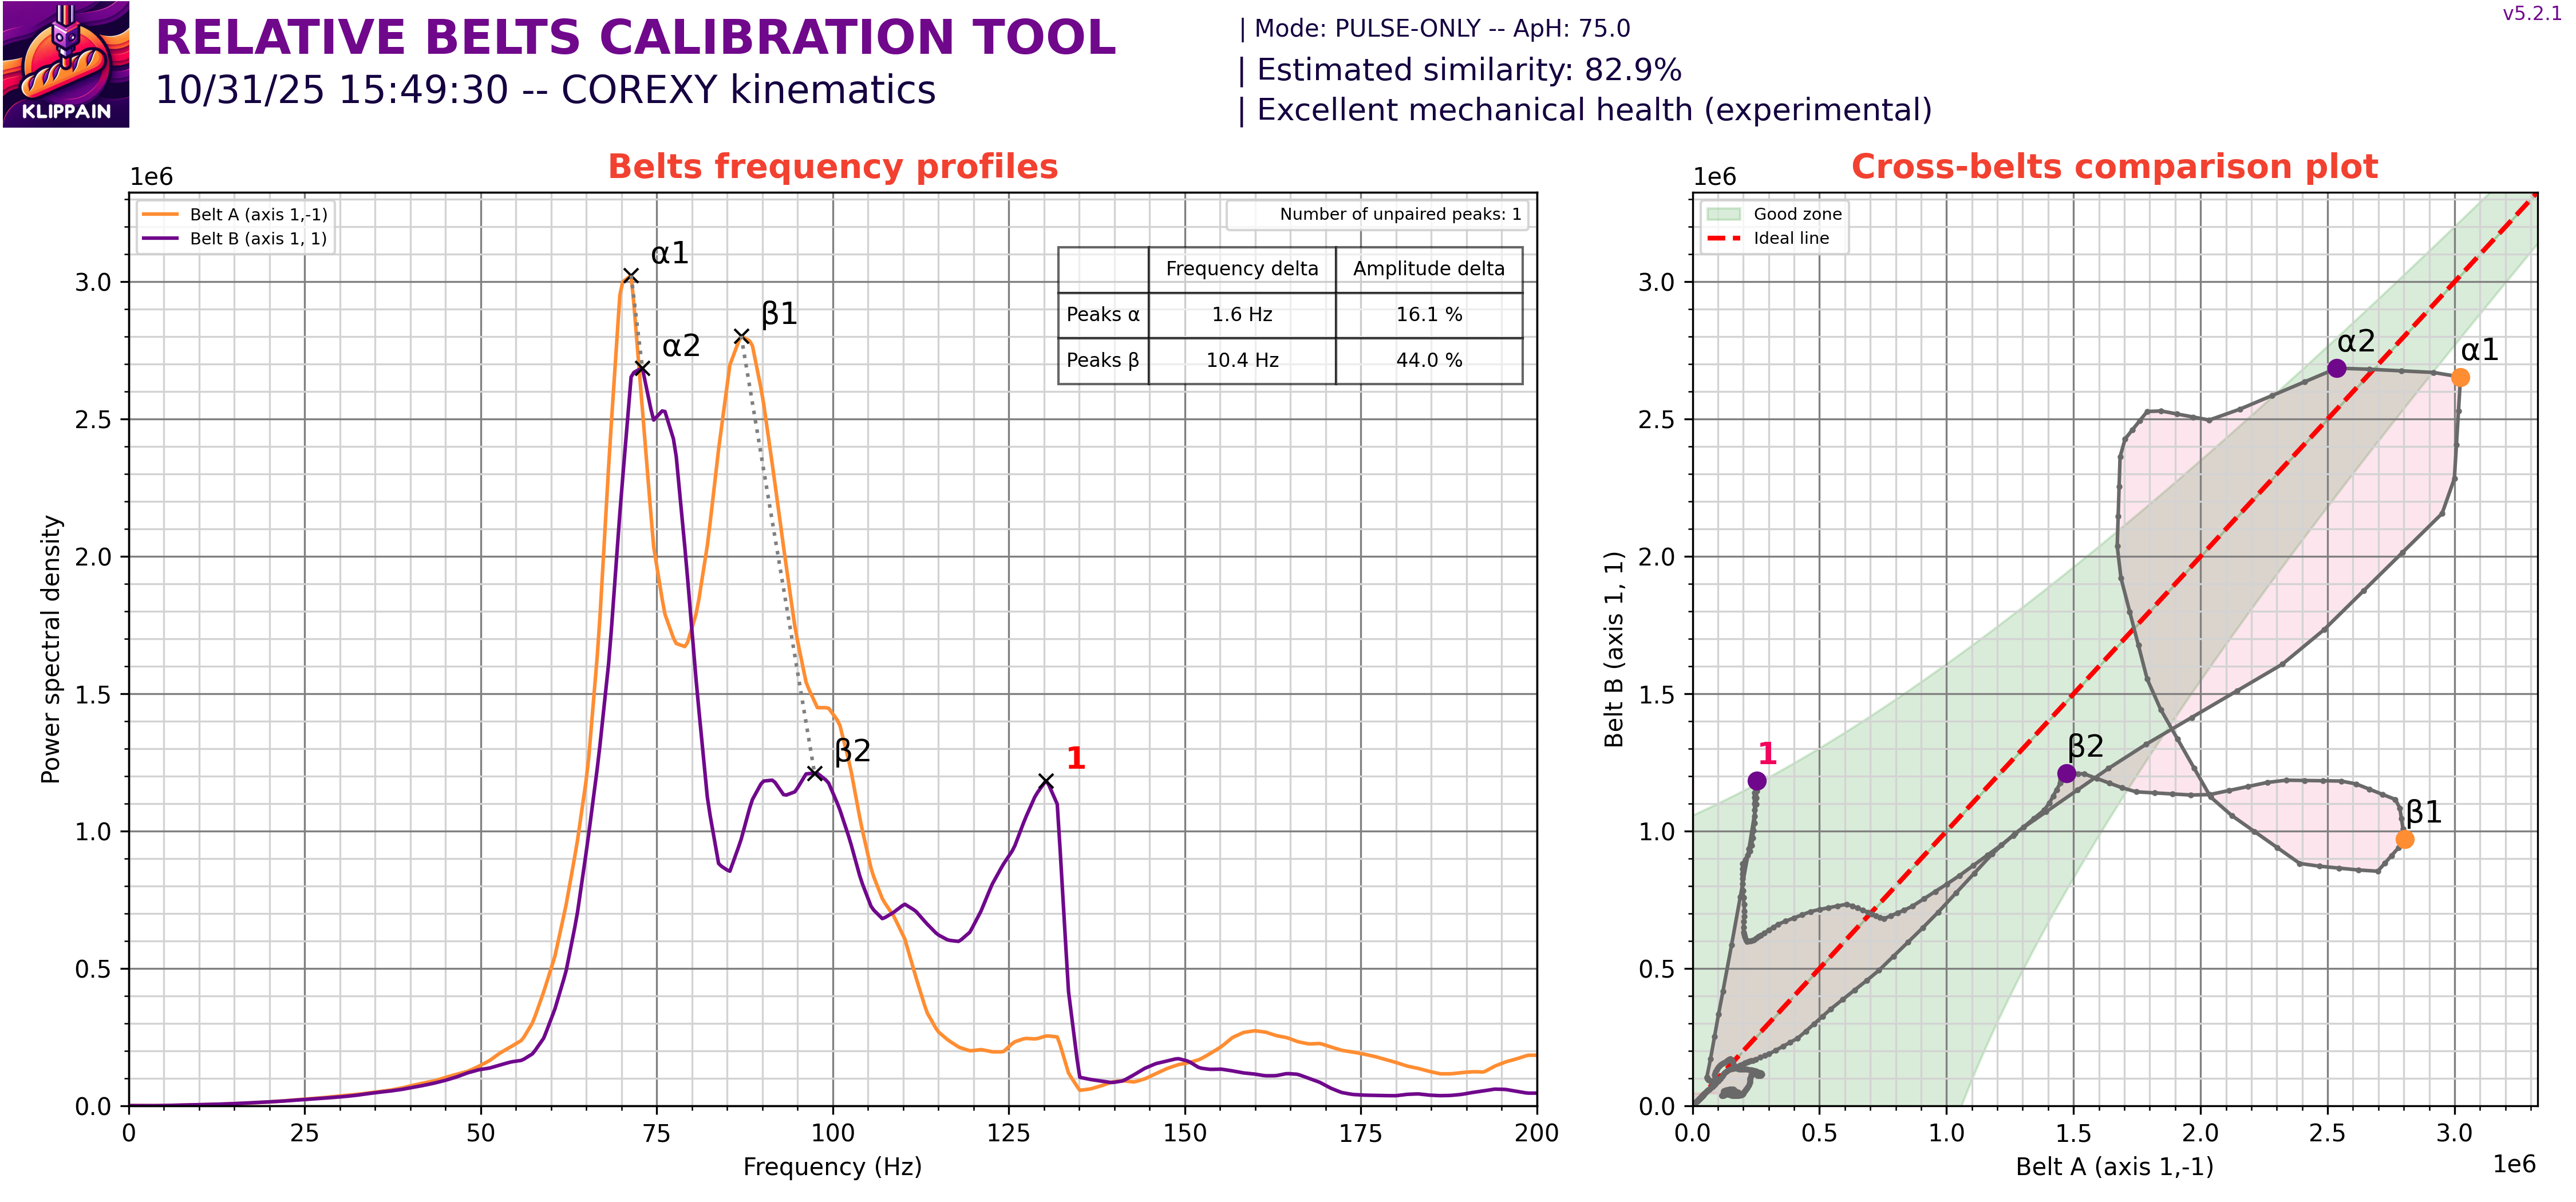 v5.2.1
KLIPPAIN
RELATIVE BELTS CALIBRATION TOOL
10/31/25 15:49:30 -- COREXY kinematics
| Mode: PULSE-ONLY -- ApH: 75.0
| Estimated similarity: 82.9%
| Excellent mechanical health (experimental)
Belts frequency profiles
1e6
Belt A (axis 1,-1)
Belt B (axis 1, 1)
Number of unpaired peaks: 1
Frequency delta Amplitude delta
Peaks α 1.6 Hz 16.1 %
Peaks β 10.4 Hz 44.0 %
α1
α2
β1
β2
1
Power spectral density
3.0
2.5
2.0
1.5
1.0
0.5
0.0
0 25 50 75 100 125 150 175 200
Frequency (Hz)
Cross-belts comparison plot
1e6
Good zone
Ideal line
α2
α1
1
β2
β1
Belt B (axis 1, 1)
3.0
2.5
2.0
1.5
1.0
0.5
0.0
0.0 0.5 1.0 1.5 2.0 2.5 3.0
Belt A (axis 1,-1)
1e6